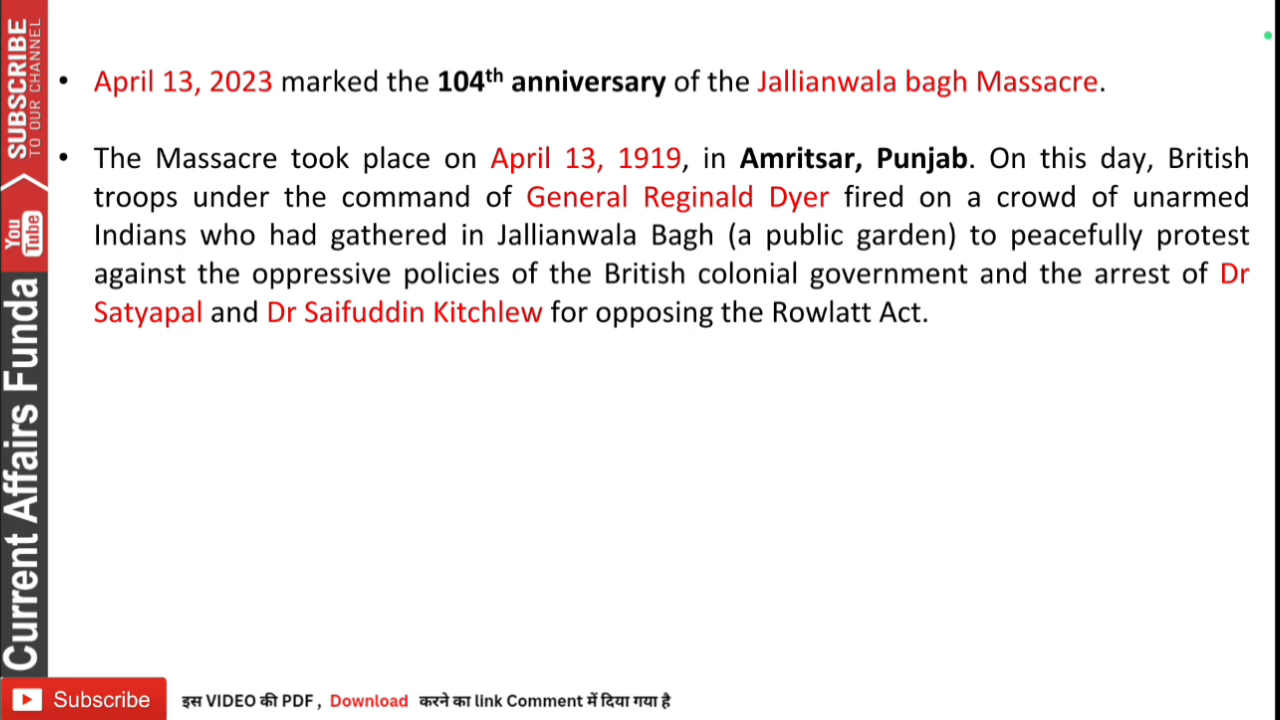 SUBSCRIBE
TO OUR CHANNEL
You Tube
Current Affairs Funda
• April 13, 2023 marked the 104th anniversary of the Jallianwala bagh Massacre.
• The Massacre took place on April 13, 1919, in Amritsar, Punjab. On this day, British
troops under the command of General Reginald Dyer fired on a crowd of unarmed
Indians who had gathered in Jallianwala Bagh (a public garden) to peacefully protest
against the oppressive policies of the British colonial government and the arrest of Dr
Satyapal and Dr Saifuddin Kitchlew for opposing the Rowlatt Act.
Subscribe इस VIDEO की PDF , Download करने का link Comment में दिया गया है